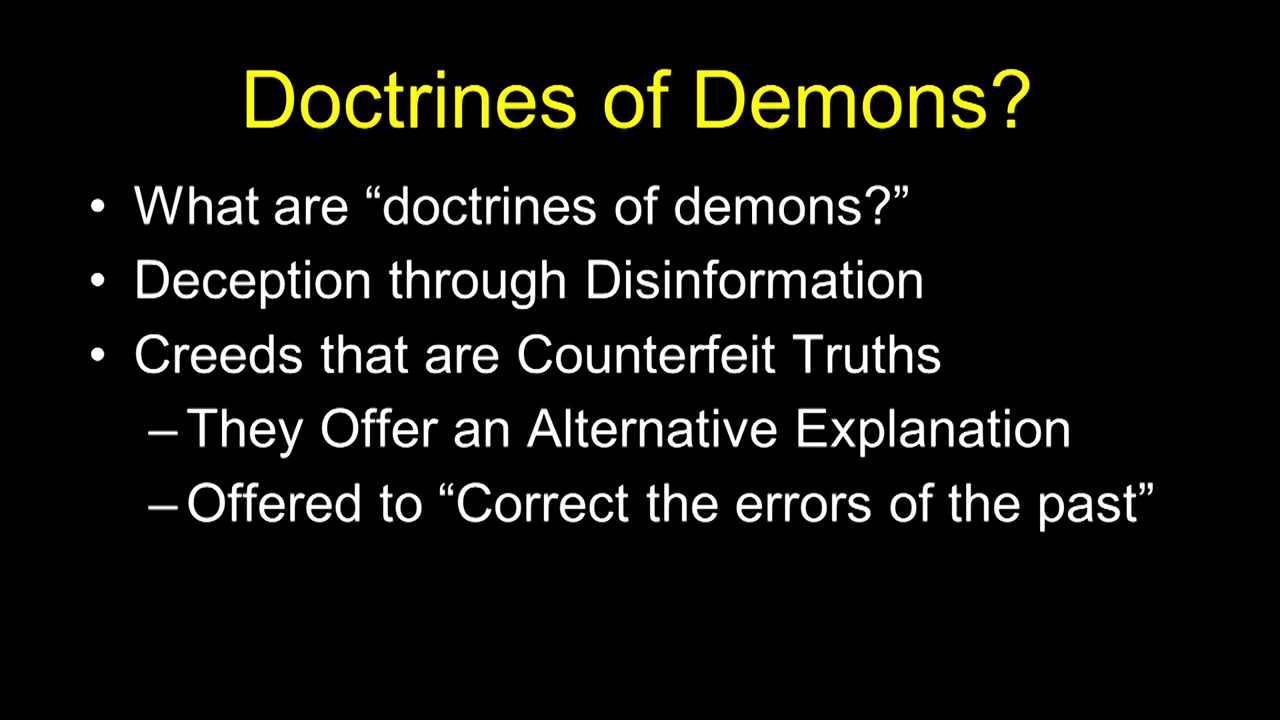 Doctrines of Demons?
• What are “doctrines of demons?”
• Deception through Disinformation
• Creeds that are Counterfeit Truths
– They Offer an Alternative Explanation
– Offered to “Correct the errors of the past”